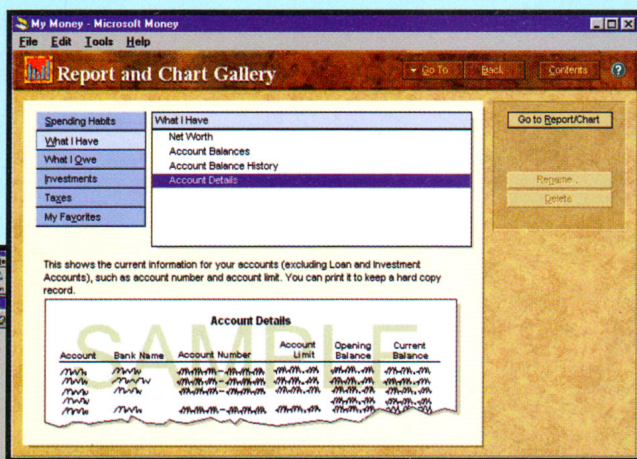 My Money - Microsoft Money
File Edit Tools Help
Report and Chart Gallery
Go To Back Contents ?
Spending Habits
What I Have
What I Owe
Investments
Taxes
My Favorites
What I Have
Net Worth
Account Balances
Account Balance History
Account Details
Go to Report/Chart
Rename...
Delete
This shows the current information for your accounts (excluding Loan and Investment
Accounts), such as account number and account limit. You can print it to keep a hard copy
record.
SAMPLE
Account Details
Account Bank Name Account Number Account Limit Opening Balance Current Balance